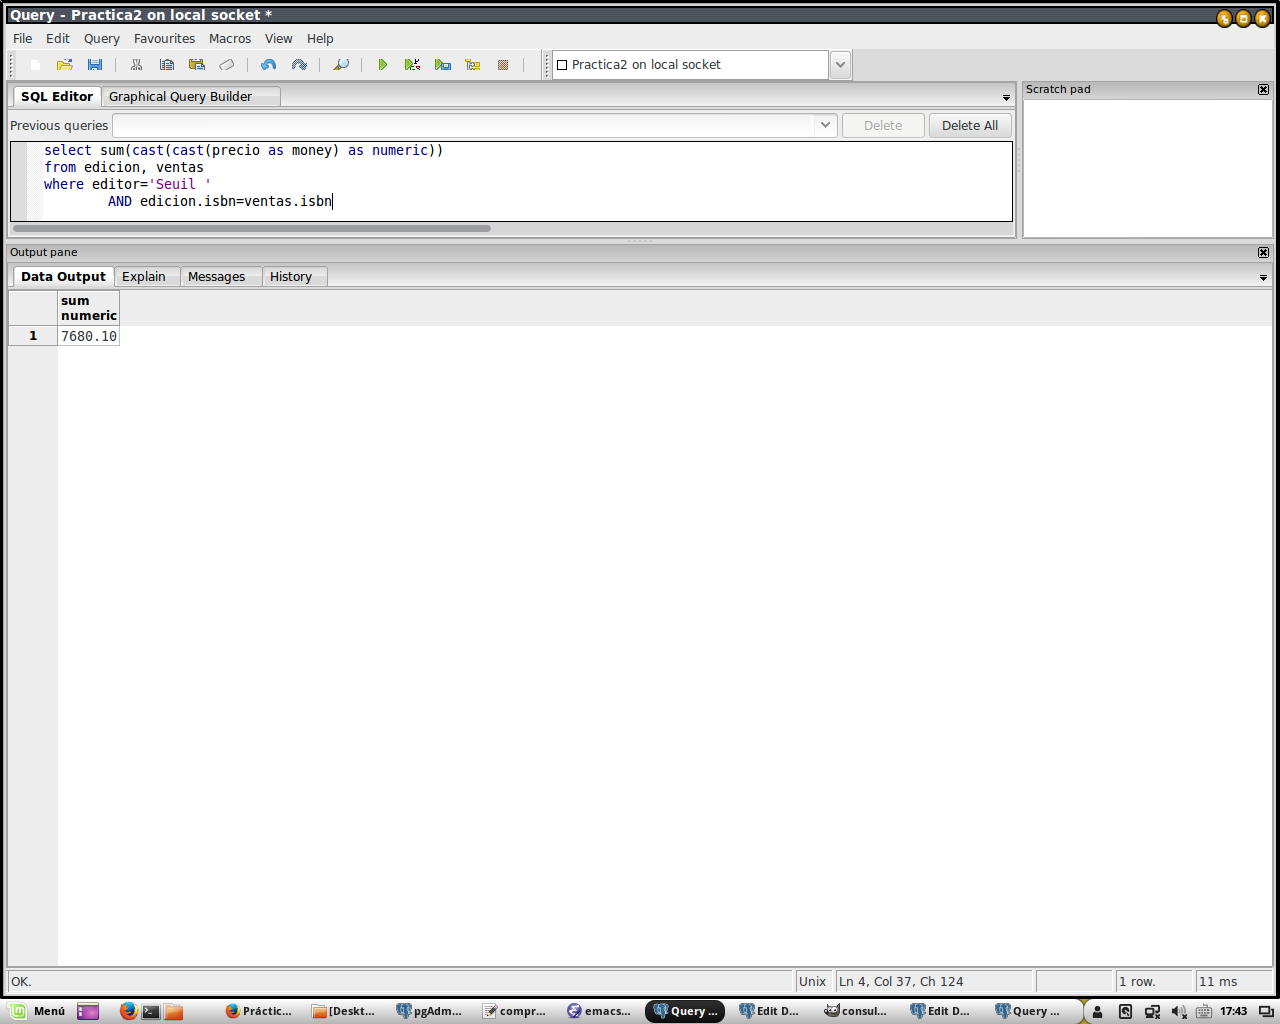 Query - Practica2 on local socket *
File Edit Query Favourites Macros View Help
Practica2 on local socket
SQL Editor Graphical Query Builder
Scratch pad
Previous queries Delete Delete All
select sum(cast(cast(precio as money) as numeric))
from edicion, ventas
where editor='Seuil '
AND edicion.isbn=ventas.isbn
Output pane
Data Output Explain Messages History
sum
numeric
1 7680.10
OK. Unix Ln 4, Col 37, Ch 124 1 row. 11 ms
Menú Práctic... [Deskt... pgAdm... compr... emacs... Query ... Edit D... consul... Edit D... Query ... 17:43